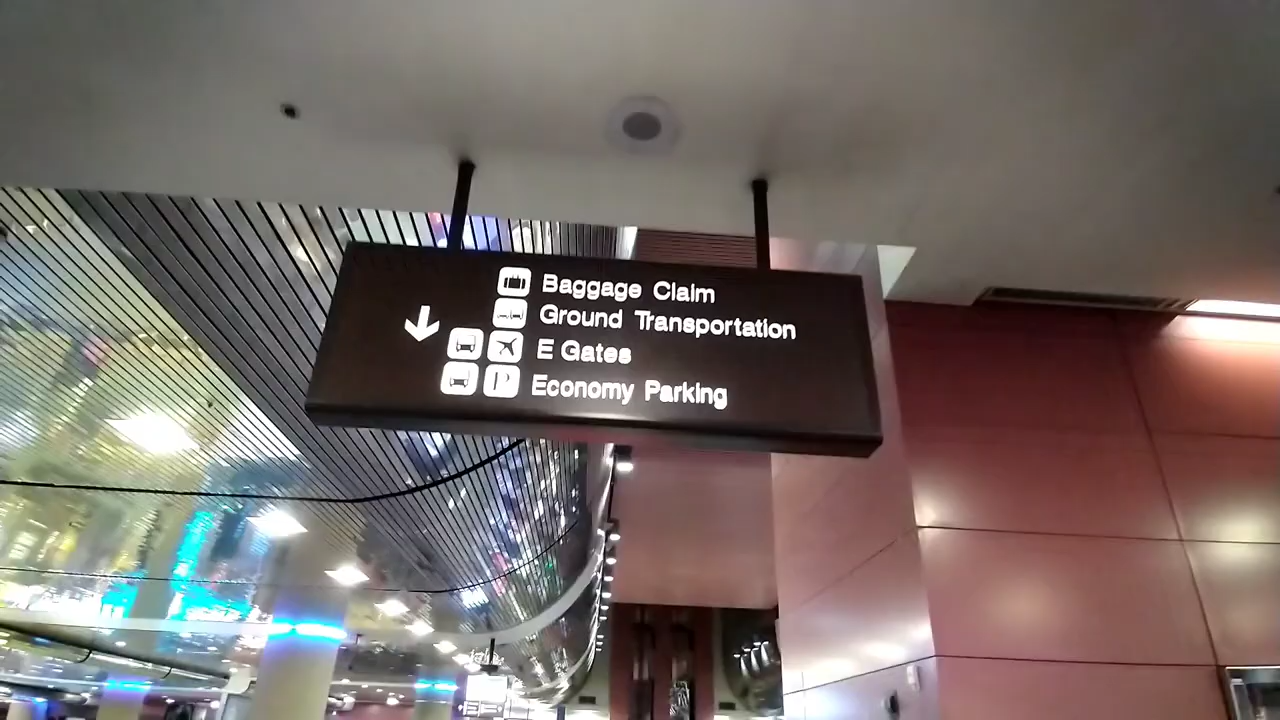 Baggage Claim
Ground Transportation
E Gates
P Economy Parking